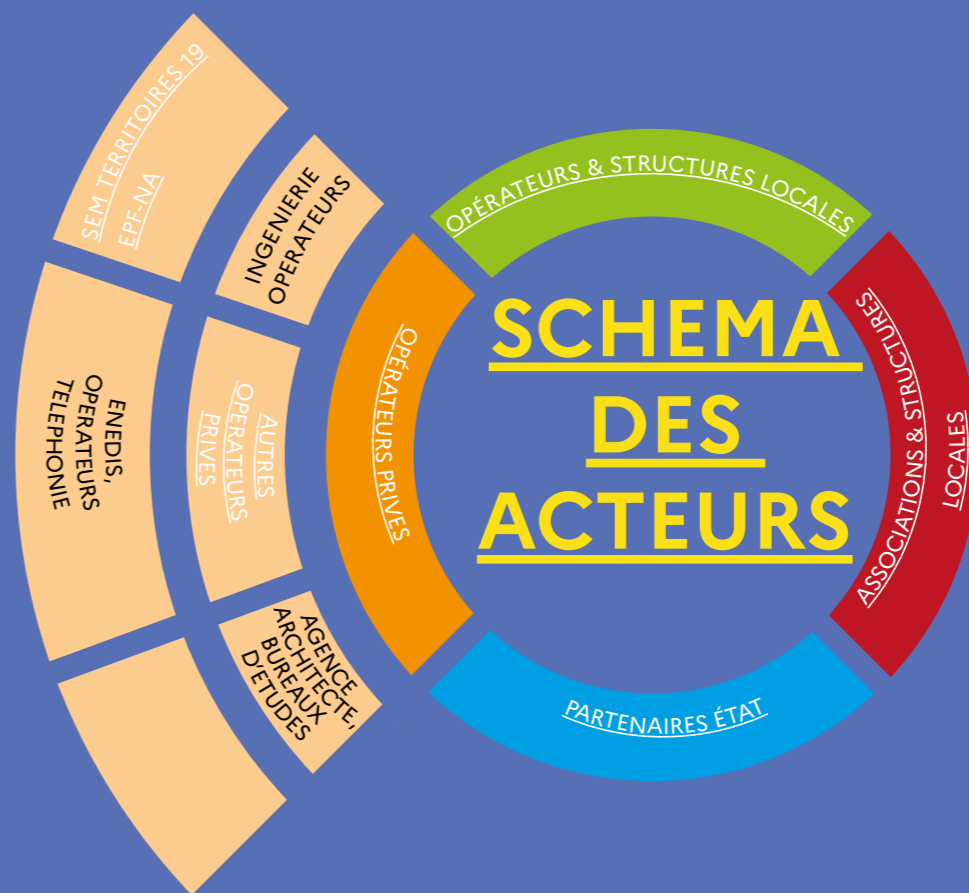 SEM TERRITOIRES 19
EPF-NA
INGENIERIE
OPERATEURS
ENEDIS,
OPERATEURS
TELEPHONIE
AUTRES
OPERATEURS
PRIVES
AGENCE
ARCHITECTE,
BUREAUX
D'ETUDES
OPÉRATEURS PRIVES
OPÉRATEURS & STRUCTURES LOCALES
SCHEMA
DES
ACTEURS
ASSOCIATIONS & STRUCTURES
LOCALES
PARTENAIRES ÉTAT